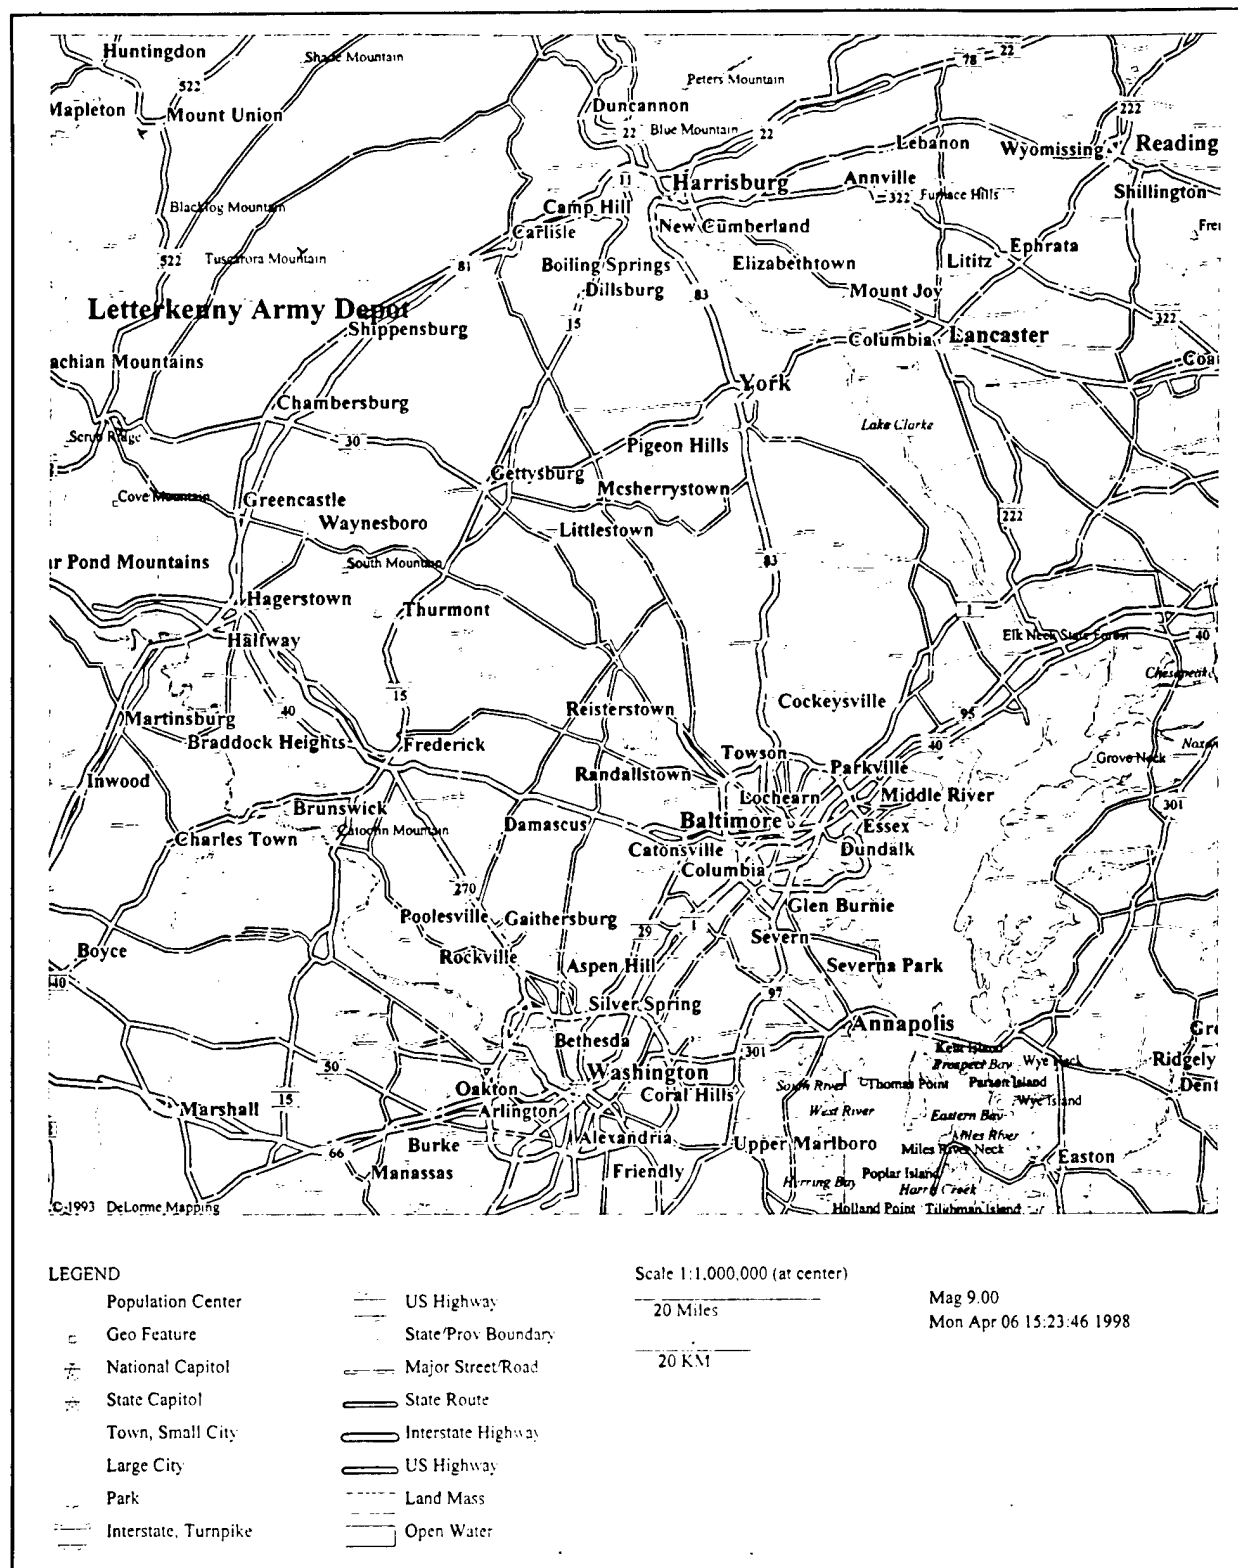 Huntingdon
Shade Mountain
22
78
522
Peters Mountain
Mapleton
Mount Union
Duncannon
222
22
Blue Mountain
22
Lebanon
Wyomissing
Reading
11
Harrisburg
Annville
322
Furnace Hills
Shillington
Blacklog Mountain
Camp Hill
Carlisle
New Cumberland
Ephrata
Frei
522
Tuscarora Mountain
81
Boiling Springs
Elizabethtown
Lititz
Dillsburg
83
Mount Joy
Letterkenny Army Depot
15
322
Shippensburg
Columbia
Lancaster
achian Mountains
Coa
York
Chambersburg
Scrub Ridge
30
Lake Clarke
Pigeon Hills
Gettysburg
Cove Mountain
Greencastle
Mcsherrystown
Waynesboro
Littlestown
222
ar Pond Mountains
South Mountain
83
Hagerstown
Thurmont
1
Halfway
Elk Neck State Forest
40
Chesapeak
15
Cockeysville
Martinsburg
40
Reisterstown
95
Braddock Heights
Frederick
40
Towson
Grove Neck
Inwood
Randallstown
Parkville
Brunswick
Lochearn
Middle River
301
Charles Town
Catoctin Mountain
Damascus
Baltimore
Essex
Catonsville
Dundalk
Columbia
270
Glen Burnie
Poolesville
Gaithersburg
29
1
Boyce
Rockville
Severn
Aspen Hill
Severna Park
40
97
Silver Spring
Annapolis
Gre
Bethesda
301
Kent Island
Prospect Bay
Wye Neck
Ridgely
50
Washington
Oakton
South River
Thomas Point
Parson Island
Dent
15
Coral Hills
Wye Island
Marshall
Arlington
West River
Eastern Bay
Burke
Alexandria
Upper Marlboro
Miles River
66
Miles River Neck
Easton
Manassas
Friendly
Poplar Island
Herring Bay
Harris Creek
©1993 DeLorme Mapping
Holland Point
Tilghman Island
LEGEND
Population Center
Geo Feature
National Capitol
State Capitol
Town, Small City
Large City
Park
Interstate, Turnpike
US Highway
State/Prov Boundary
Major Street/Road
State Route
Interstate Highway
US Highway
Land Mass
Open Water
Scale 1:1,000,000 (at center)
20 Miles
20 KM
Mag 9.00
Mon Apr 06 15:23:46 1998